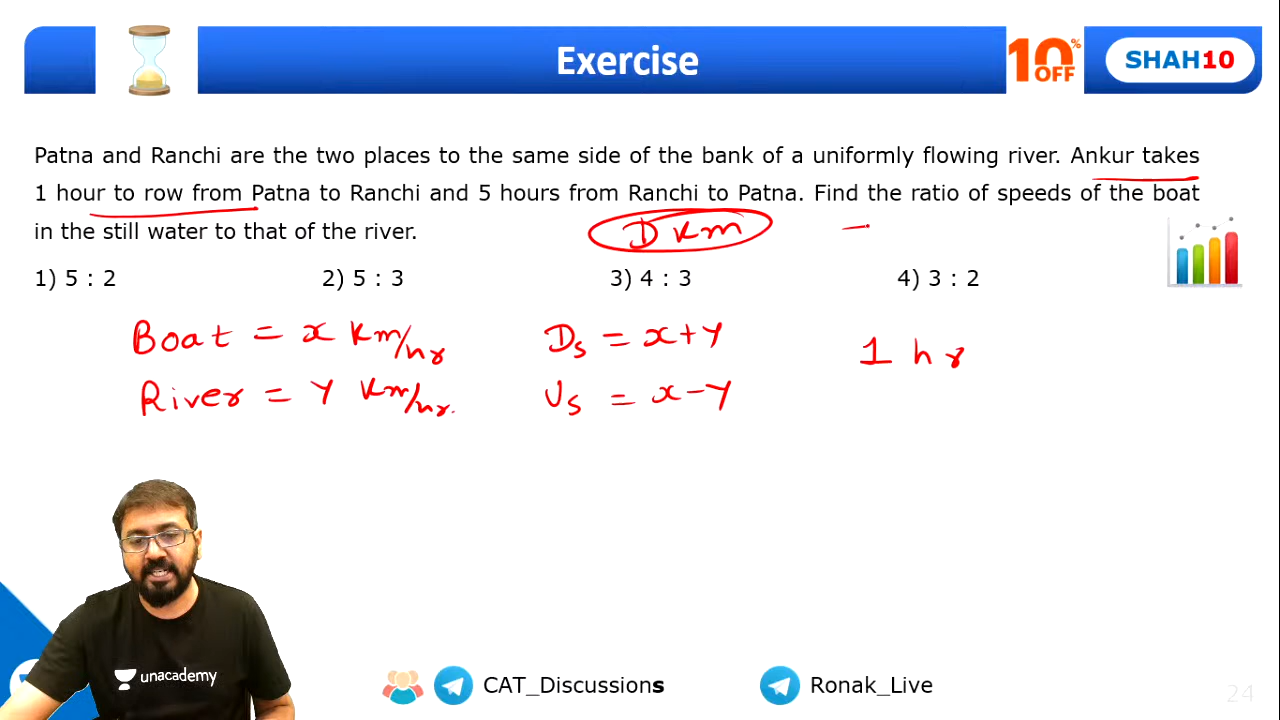 Exercise
10% OFF
SHAH10
Patna and Ranchi are the two places to the same side of the bank of a uniformly flowing river. Ankur takes
1 hour to row from Patna to Ranchi and 5 hours from Ranchi to Patna. Find the ratio of speeds of the boat
in the still water to that of the river.
D Km
1) 5 : 2 2) 5 : 3 3) 4 : 3 4) 3 : 2
Boat = x Km/hr Ds = x+y 1 hr
River = y Km/hr. Us = x-y
unacademy
CAT_Discussions Ronak_Live
24